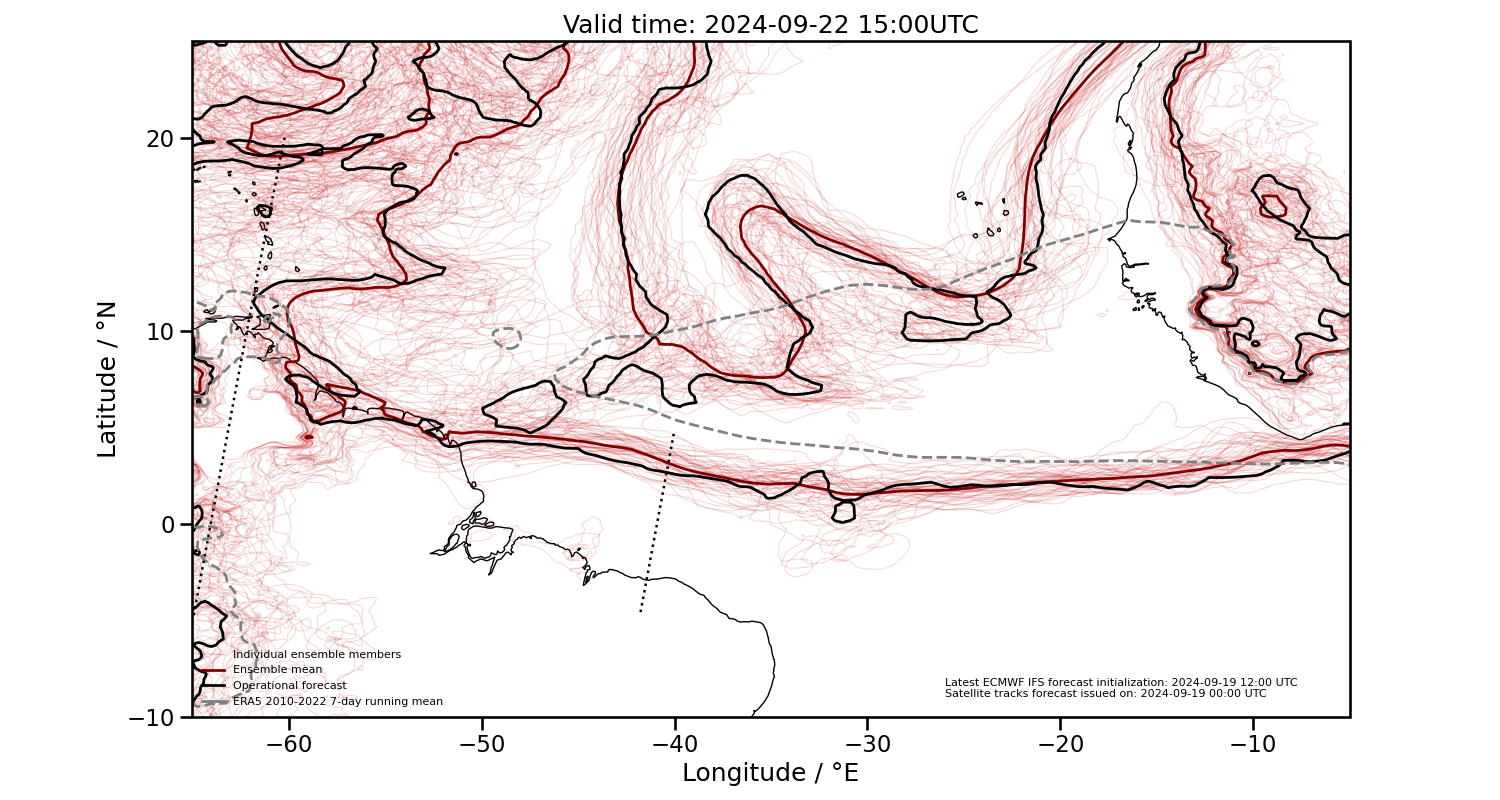 Valid time: 2024-09-22 15:00UTC
20
10
0
−10
Latitude / °N
Individual ensemble members
Ensemble mean
Operational forecast
ERA5 2010-2022 7-day running mean
Latest ECMWF IFS forecast initialization: 2024-09-19 12:00 UTC
Satellite tracks forecast issued on: 2024-09-19 00:00 UTC
−60 −50 −40 −30 −20 −10
Longitude / °E